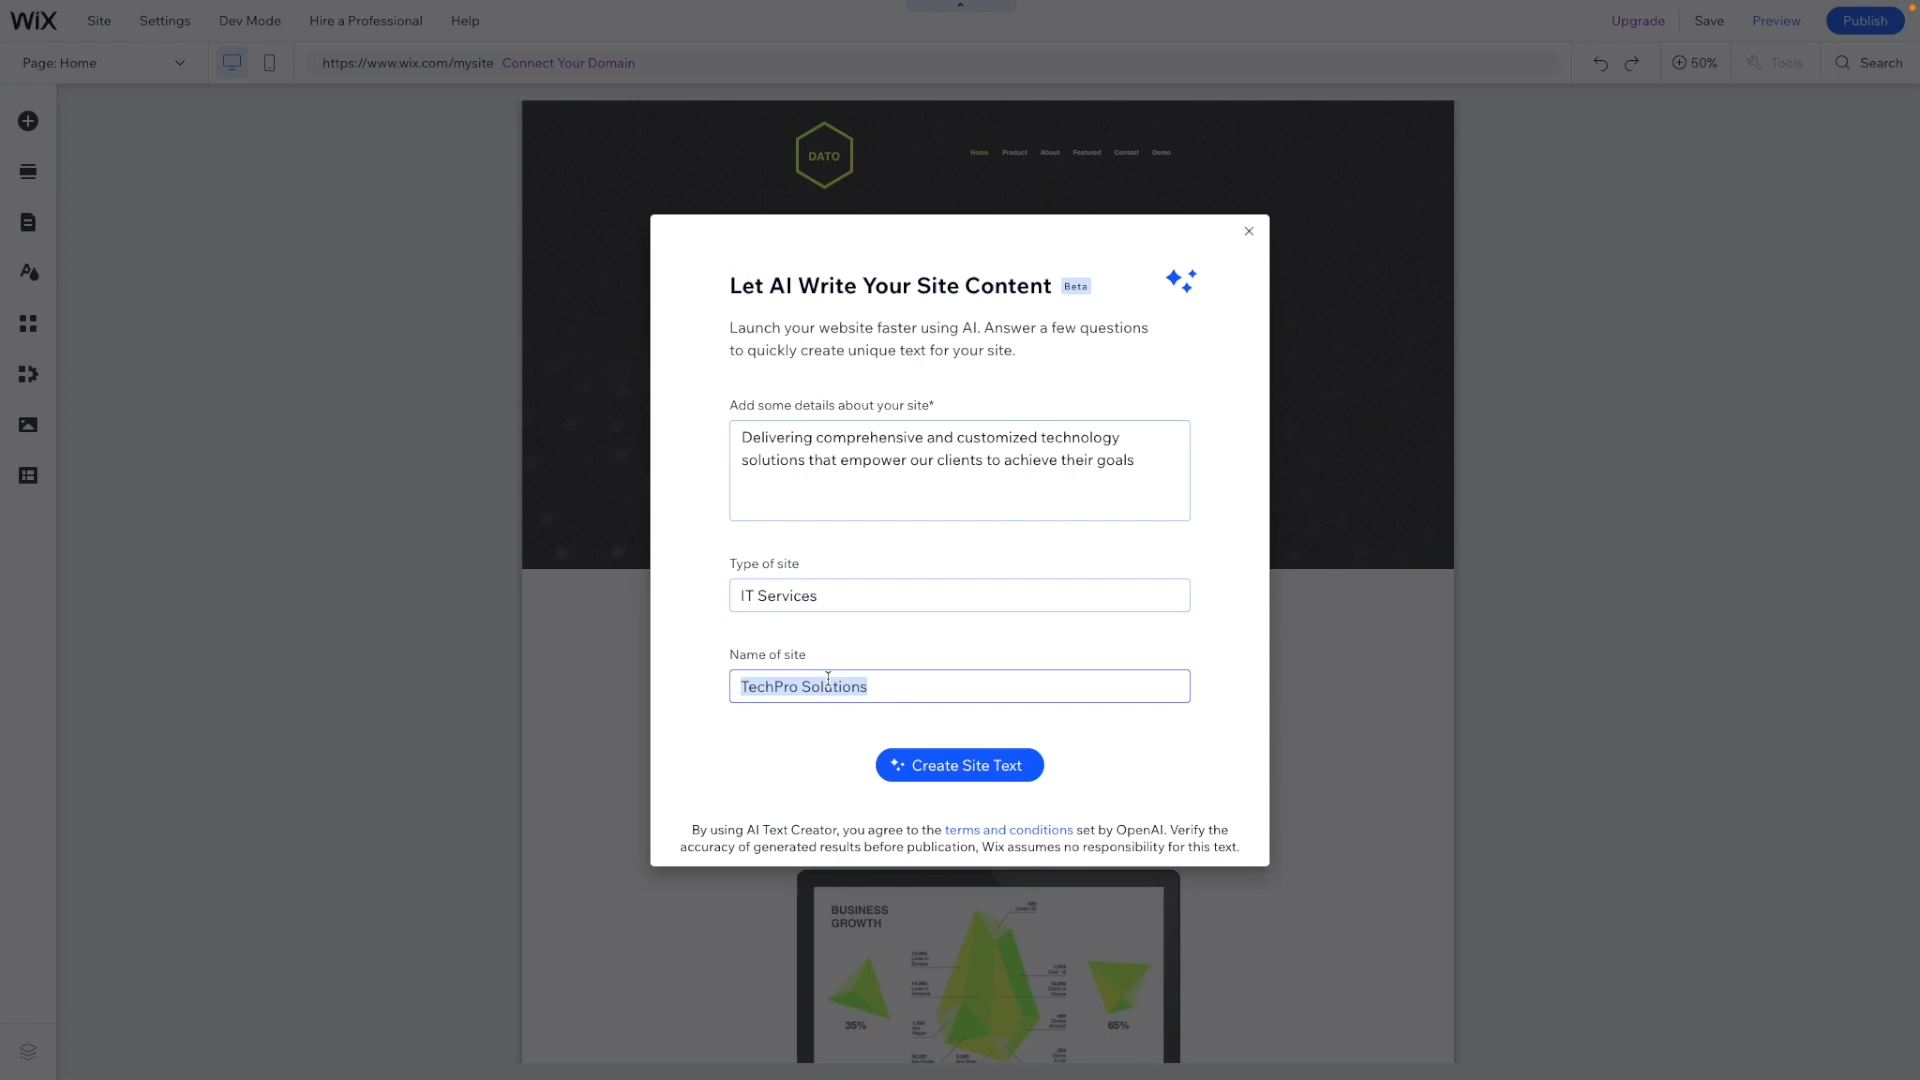 WiX Site Settings Dev Mode Hire a Professional Help Upgrade Save Preview Publish
Page: Home https://www.wix.com/mysite Connect Your Domain 50% Tools Search
DATO
Home Product About Featured Contact Demo
Let AI Write Your Site Content Beta
Launch your website faster using AI. Answer a few questions
to quickly create unique text for your site.
Add some details about your site*
Delivering comprehensive and customized technology
solutions that empower our clients to achieve their goals
Type of site
IT Services
Name of site
TechPro Solutions
Create Site Text
By using AI Text Creator, you agree to the terms and conditions set by OpenAI. Verify the
accuracy of generated results before publication, Wix assumes no responsibility for this text.
BUSINESS
GROWTH
35%
65%